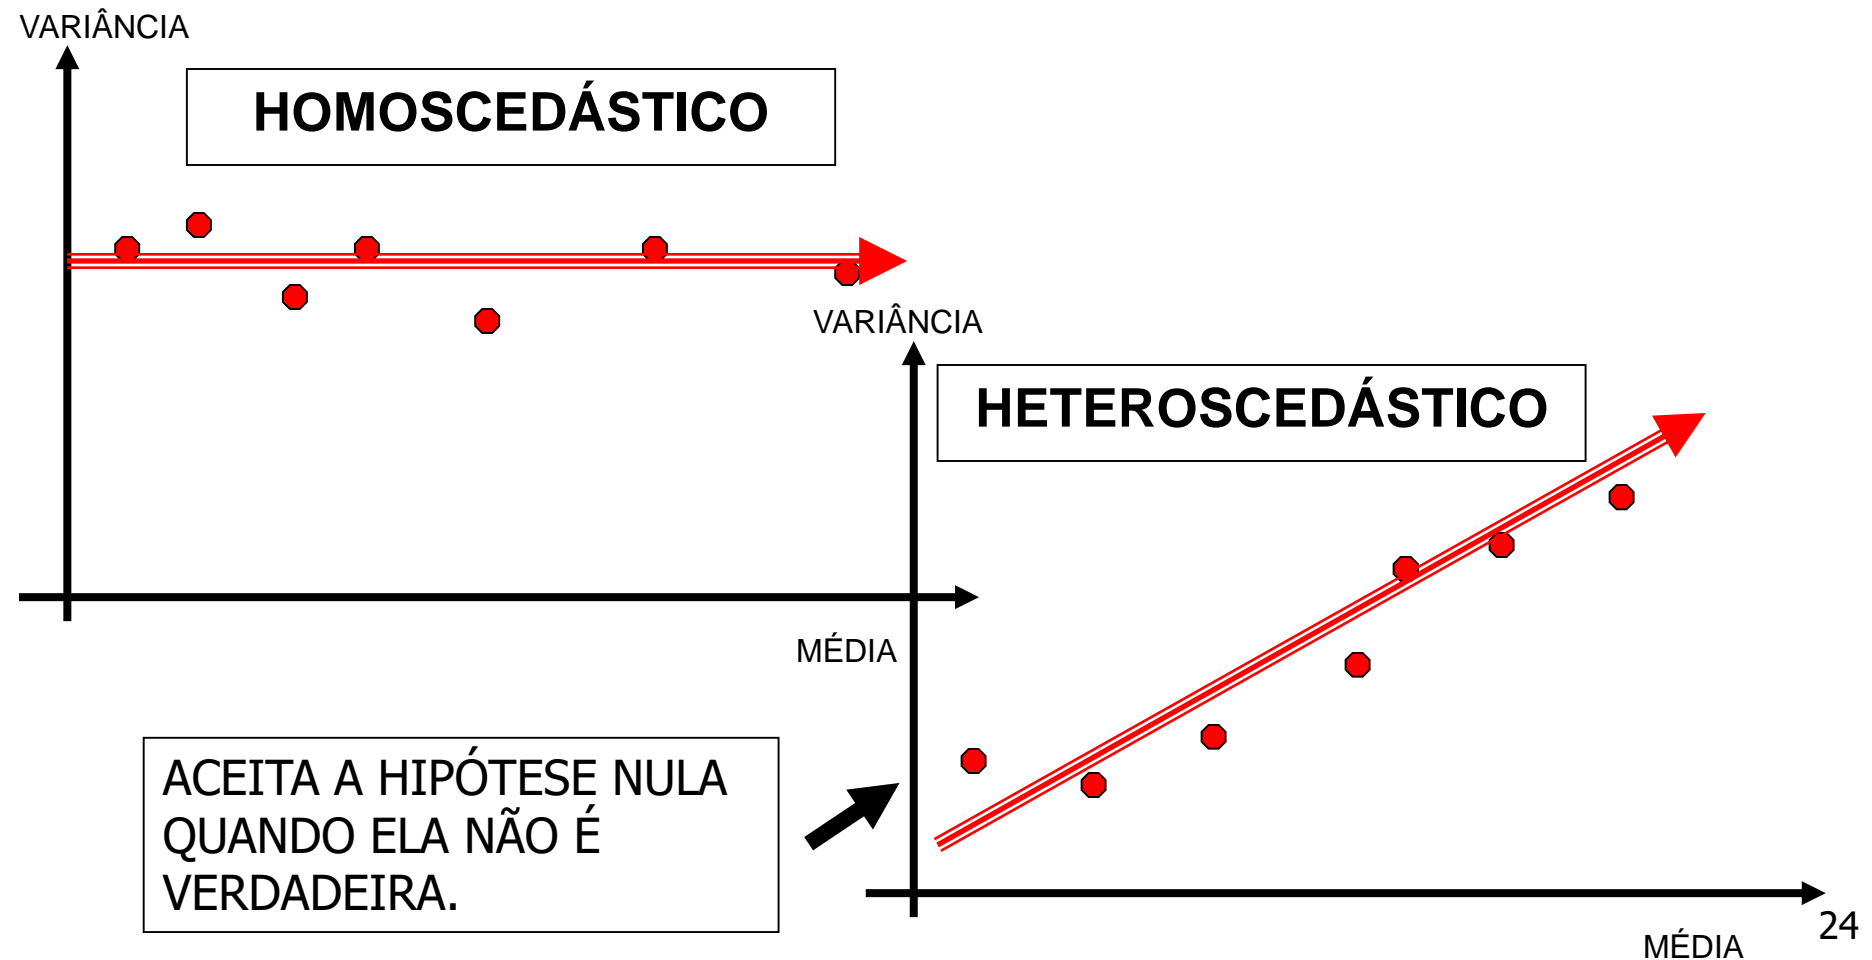 VARIÂNCIA
HOMOSCEDÁSTICO
VARIÂNCIA
HETEROSCEDÁSTICO
MÉDIA
ACEITA A HIPÓTESE NULA
QUANDO ELA NÃO É
VERDADEIRA.
24
MÉDIA